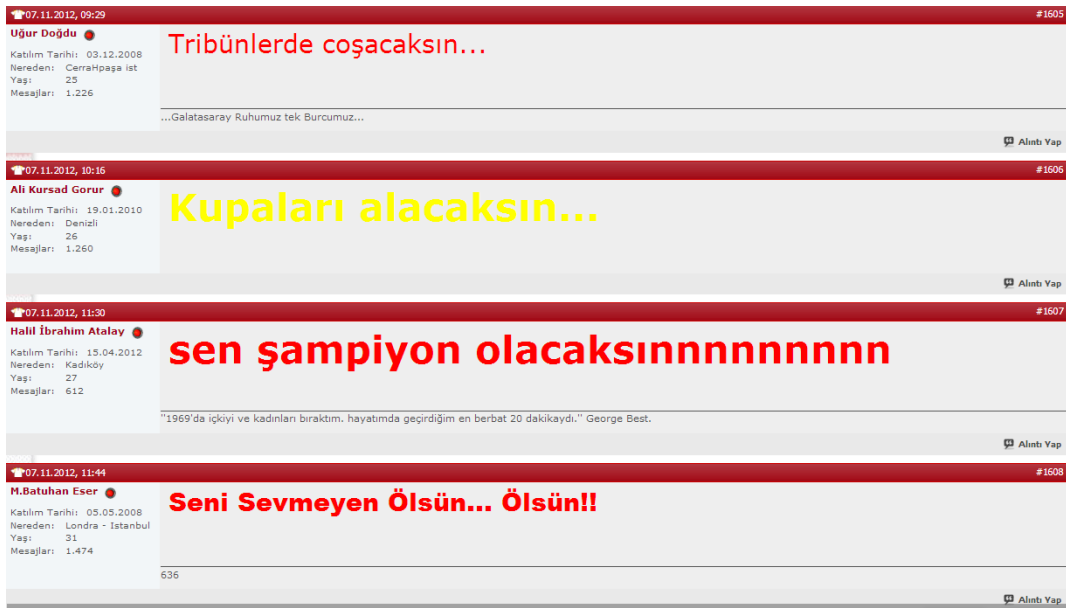 07.11.2012, 09:29 #1605
Uğur Doğdu
Katılım Tarihi: 03.12.2008
Nereden: CerraHpaşa ist
Yaş: 25
Mesajlar: 1.226
Tribünlerde coşacaksın...
...Galatasaray Ruhumuz tek Burcumuz...
Alıntı Yap
07.11.2012, 10:16 #1606
Ali Kursad Gorur
Katılım Tarihi: 19.01.2010
Nereden: Denizli
Yaş: 26
Mesajlar: 1.260
Kupaları alacaksın...
Alıntı Yap
07.11.2012, 11:30 #1607
Halil İbrahim Atalay
Katılım Tarihi: 15.04.2012
Nereden: Kadıköy
Yaş: 27
Mesajlar: 612
sen şampiyon olacaksınnnnnnnnn
"1969'da içkiyi ve kadınları bıraktım. hayatımda geçirdiğim en berbat 20 dakikaydı." George Best.
Alıntı Yap
07.11.2012, 11:44 #1608
M.Batuhan Eser
Katılım Tarihi: 05.05.2008
Nereden: Londra - Istanbul
Yaş: 31
Mesajlar: 1.474
Seni Sevmeyen Ölsün... Ölsün!!
636
Alıntı Yap